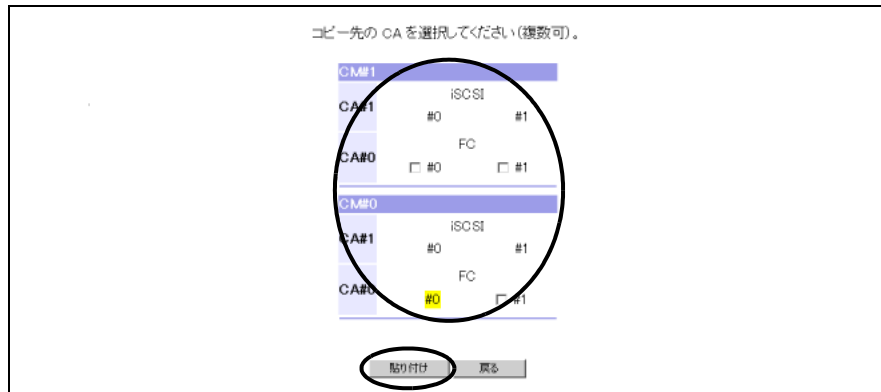 コピー先の CA を選択してください(複数可)。
CM#1
CA#1
iSCSI
#0 #1
CA#0
FC
#0 #1
CM#0
CA#1
iSCSI
#0 #1
CA#0
FC
#0 #1
貼り付け 戻る